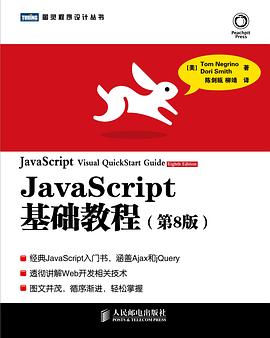 TURING
图灵程序设计丛书
Peachpit
Press
[美] Tom Negrino
Dori Smith 著
陈剑瓯 柳靖 译
JavaScript Visual QuickStart Guide Eighth Edition
JavaScript
基础教程(第8版)
经典JavaScript入门书,涵盖Ajax和jQuery
透彻讲解Web开发相关技术
图文并茂,循序渐进,轻松掌握
人民邮电出版社
POSTS & TELECOM PRESS